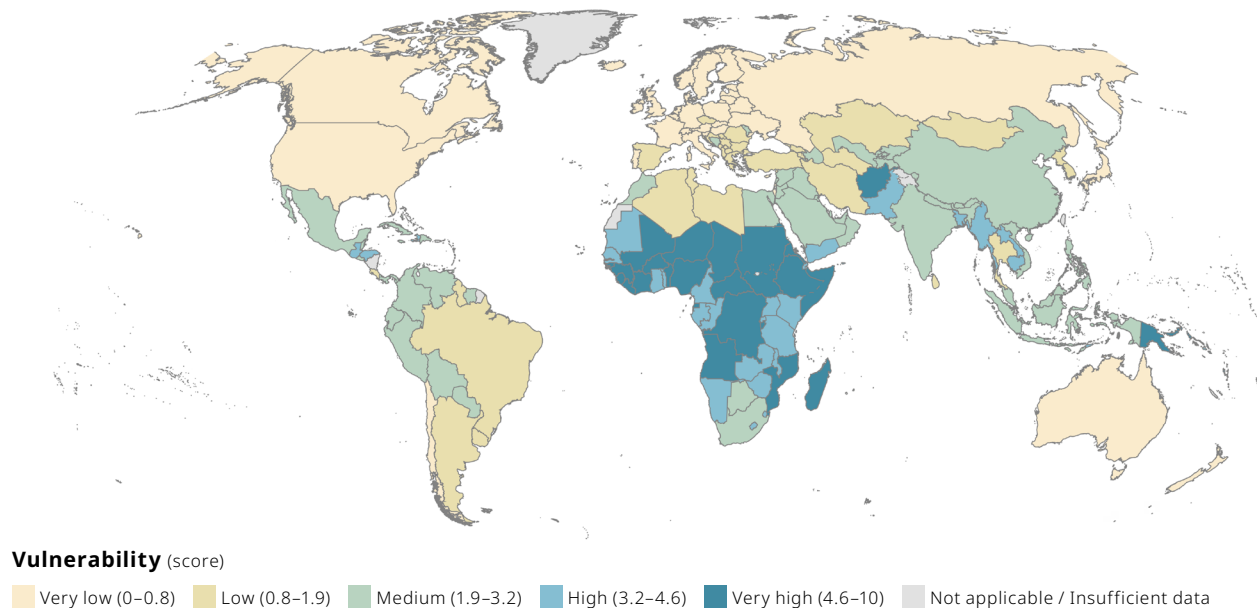 Vulnerability (score)
Very low (0–0.8) Low (0.8–1.9) Medium (1.9–3.2) High (3.2–4.6) Very high (4.6–10) Not applicable / Insufficient data